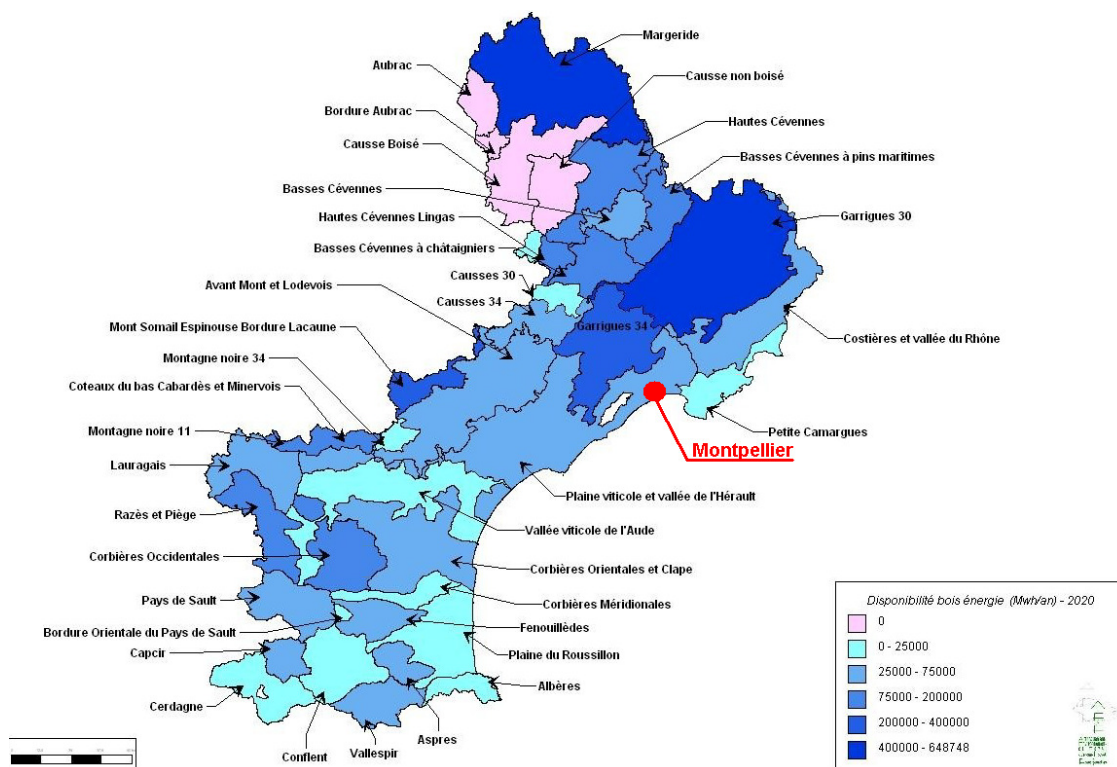 Margeride
Aubrac
Causse non boisé
Bordure Aubrac
Hautes Cévennes
Causse Boisé
Basses Cévennes à pins maritimes
Basses Cévennes
Hautes Cévennes Lingas
Garrigues 30
Basses Cévennes à châtaigniers
Causses 30
Avant Mont et Lodevois
Causses 34
Mont Somail Espinouse Bordure Lacaune
Garrigues 34
Costières et vallée du Rhône
Montagne noire 34
Coteaux du bas Cabardès et Minervois
Montagne noire 11
Petite Camargues
Montpellier
Lauragais
Plaine viticole et vallée de l'Hérault
Razès et Piège
Vallée viticole de l'Aude
Corbières Occidentales
Corbières Orientales et Clape
Pays de Sault
Corbières Méridionales
Bordure Orientale du Pays de Sault
Fenouillèdes
Capcir
Plaine du Roussillon
Albères
Cerdagne
Aspres
Vallespir
Conflent
Disponibilité bois énergie (Mwh/an) - 2020
0
0 - 25000
25000 - 75000
75000 - 200000
200000 - 400000
400000 - 648748